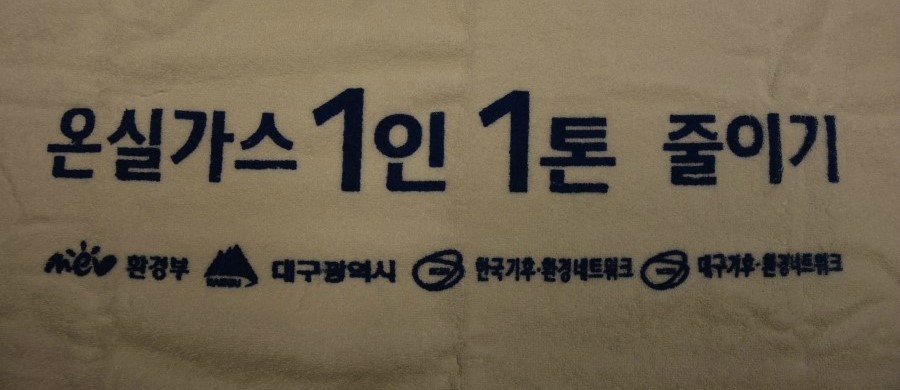 온실가스 1인 1톤 줄이기
me 환경부 DAEGU 대구광역시 한국기후·환경네트워크 대구기후·환경네트워크